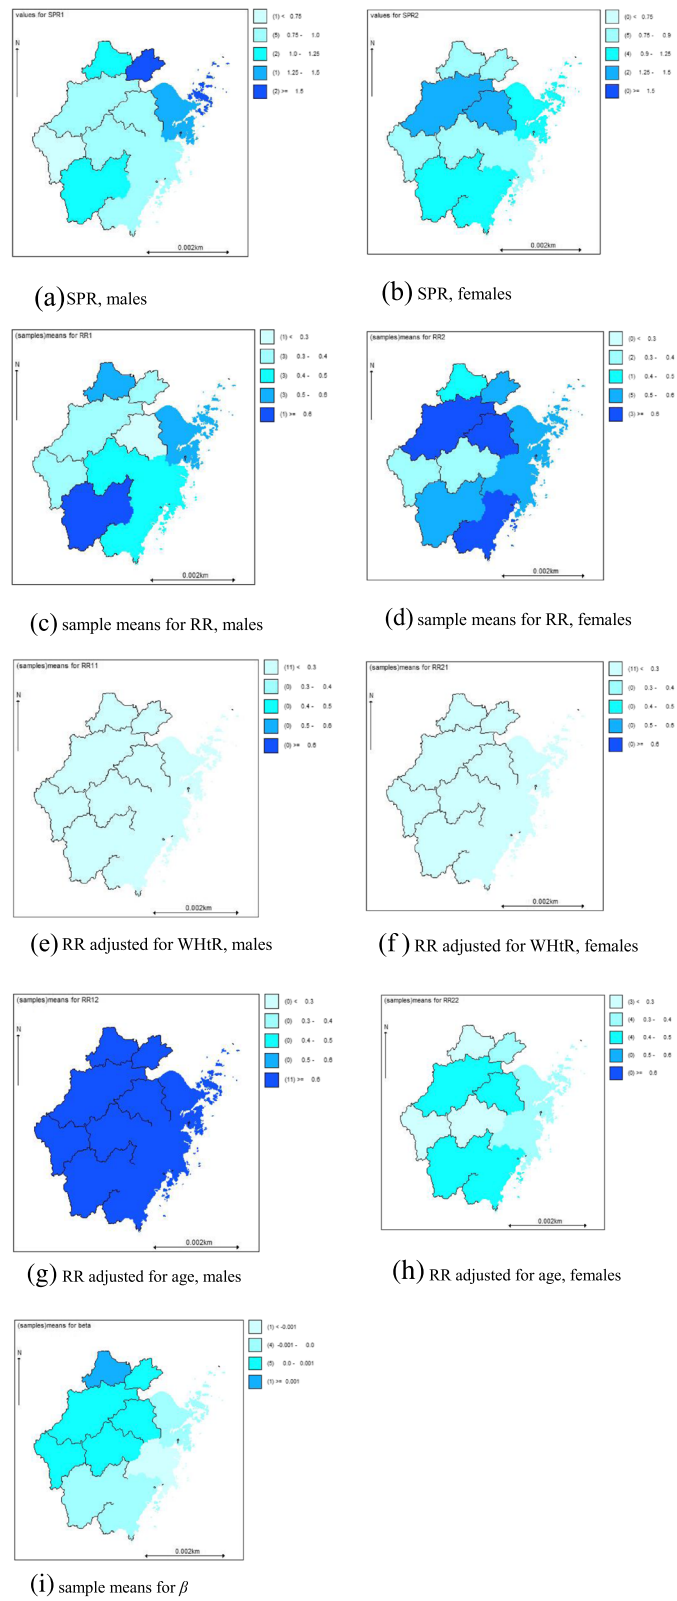 values for SPR1
(1) < 0.75
(5) 0.75 - 1.0
(2) 1.0 - 1.25
(1) 1.25 - 1.5
(2) >= 1.5
N
0.002km
(a) SPR, males
values for SPR2
(0) < 0.75
(5) 0.75 - 0.9
(4) 0.9 - 1.25
(2) 1.25 - 1.5
(0) >= 1.5
N
0.002km
(b) SPR, females
(samples)means for RR1
(1) < 0.3
(3) 0.3 - 0.4
(3) 0.4 - 0.5
(3) 0.5 - 0.6
(1) >= 0.6
N
0.002km
(c) sample means for RR, males
(samples)means for RR2
(0) < 0.3
(2) 0.3 - 0.4
(1) 0.4 - 0.5
(5) 0.5 - 0.6
(3) >= 0.6
N
0.002km
(d) sample means for RR, females
(samples)means for RR11
(11) < 0.3
(0) 0.3 - 0.4
(0) 0.4 - 0.5
(0) 0.5 - 0.6
(0) >= 0.6
N
0.002km
(e) RR adjusted for WHtR, males
(samples)means for RR21
(11) < 0.3
(0) 0.3 - 0.4
(0) 0.4 - 0.5
(0) 0.5 - 0.6
(0) >= 0.6
N
0.002km
(f ) RR adjusted for WHtR, females
(samples)means for RR12
(0) < 0.3
(0) 0.3 - 0.4
(0) 0.4 - 0.5
(0) 0.5 - 0.6
(11) >= 0.6
N
0.002km
(g) RR adjusted for age, males
(samples)means for RR22
(3) < 0.3
(4) 0.3 - 0.4
(4) 0.4 - 0.5
(0) 0.5 - 0.6
(0) >= 0.6
N
0.002km
(h) RR adjusted for age, females
(samples)means for beta
(1) < -0.001
(4) -0.001 - 0.0
(5) 0.0 - 0.001
(1) >= 0.001
N
0.002km
(i) sample means for β